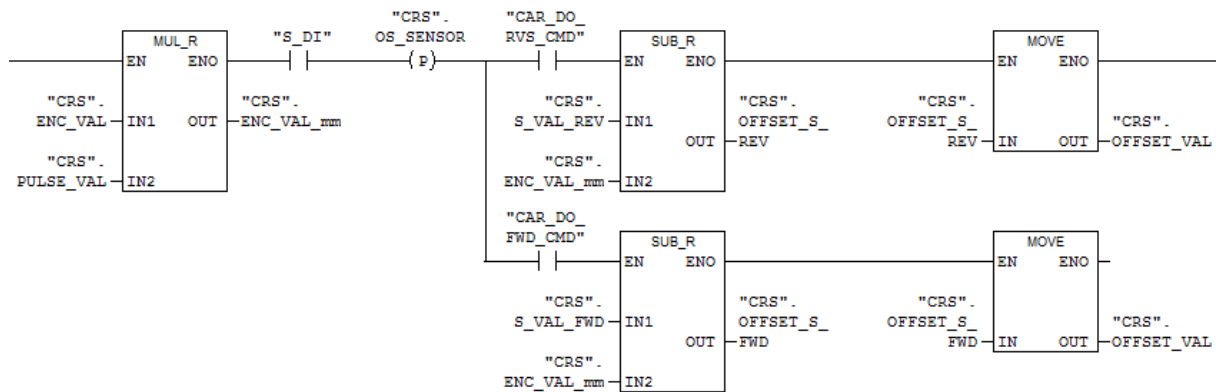 "CRS".
"CAR_DO_
MUL_R
"S_DI"
OS_SENSOR
RVS_CMD"
SUB_R
MOVE
EN ENO
(P)
EN ENO
EN ENO
"CRS".
ENC_VAL
IN1 OUT
"CRS".
ENC_VAL_mm
"CRS".
S_VAL_REV
IN1
"CRS".
OFFSET_S_
REV
OUT
"CRS".
OFFSET_S_
REV
IN OUT
"CRS".
OFFSET_VAL
"CRS".
PULSE_VAL
IN2
"CRS".
ENC_VAL_mm
IN2
"CAR_DO_
FWD_CMD"
SUB_R
MOVE
EN ENO
EN ENO
"CRS".
S_VAL_FWD
IN1
"CRS".
OFFSET_S_
FWD
OUT
"CRS".
OFFSET_S_
FWD
IN OUT
"CRS".
OFFSET_VAL
"CRS".
ENC_VAL_mm
IN2